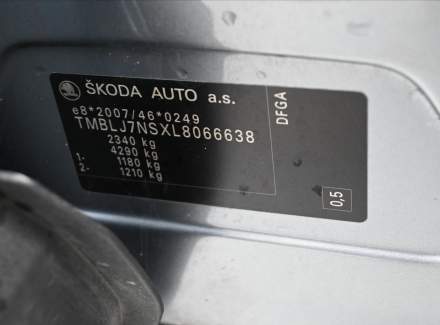 ŠKODA AUTO a.s.
e8*2007/46*0249
TMBLJ7NSXL8066638
2340 kg
4290 kg
1- 1180 kg
2- 1210 kg
DFGA
0,5